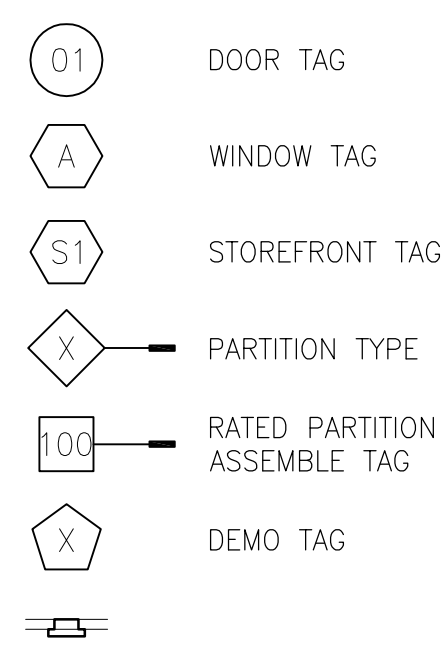 01 DOOR TAG
A WINDOW TAG
S1 STOREFRONT TAG
X PARTITION TYPE
100 RATED PARTITION
ASSEMBLE TAG
X DEMO TAG